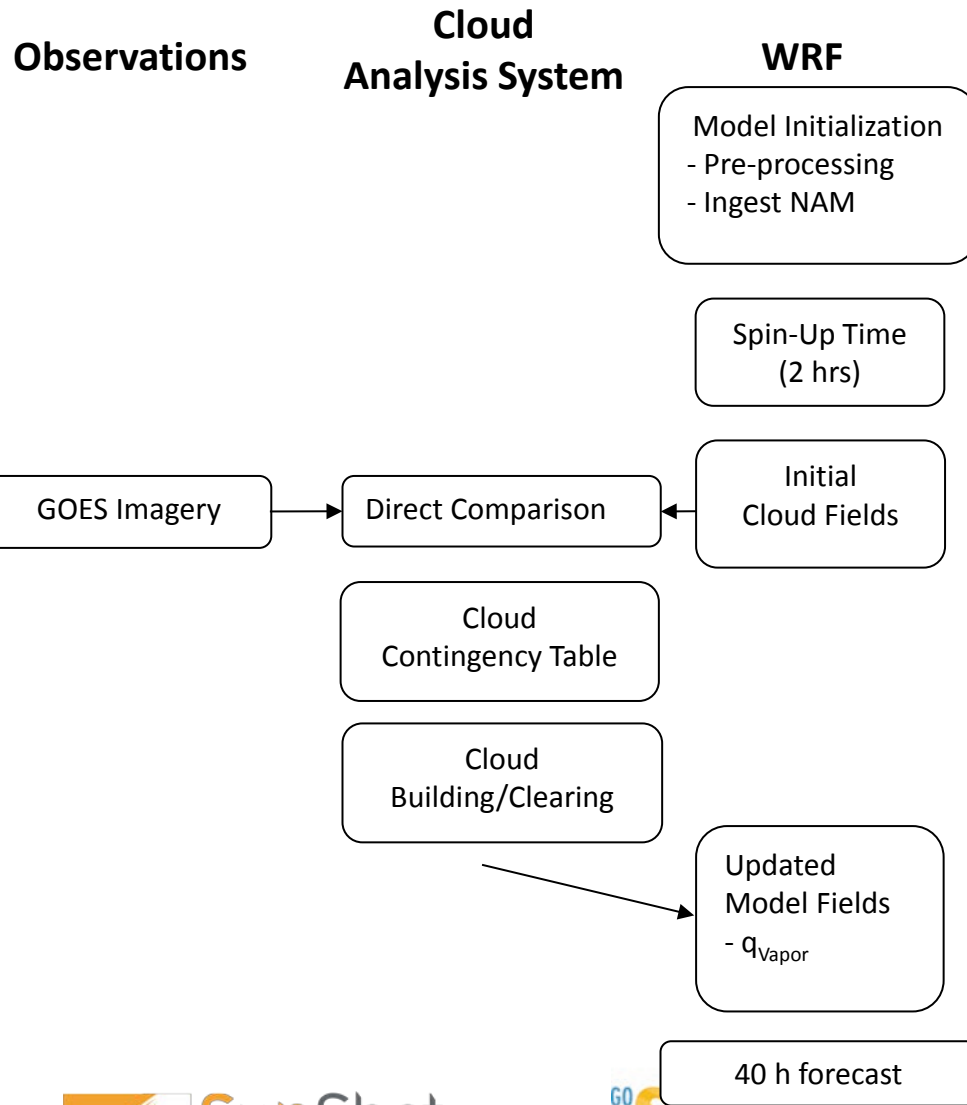 Observations
Cloud
Analysis System
WRF
Model Initialization
- Pre-processing
- Ingest NAM
Spin-Up Time
(2 hrs)
GOES Imagery
Direct Comparison
Initial
Cloud Fields
Cloud
Contingency Table
Cloud
Building/Clearing
Updated
Model Fields
- qVapor
40 h forecast
GO